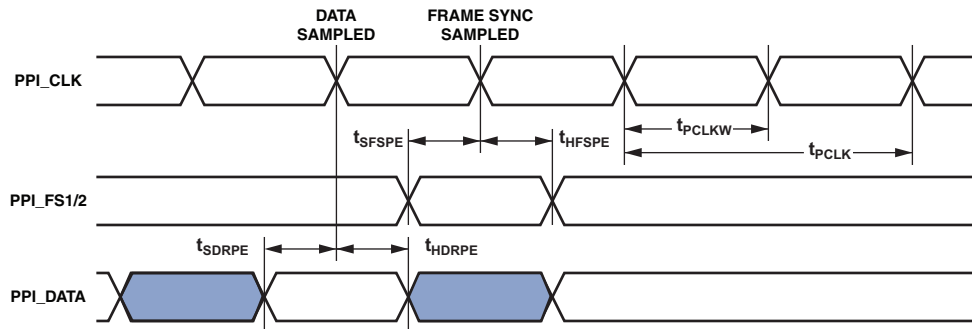 DATA
SAMPLED
FRAME SYNC
SAMPLED
PPI_CLK
tSFSPE
tHFSPE
tPCLKW
tPCLK
PPI_FS1/2
tSDRPE
tHDRPE
PPI_DATA